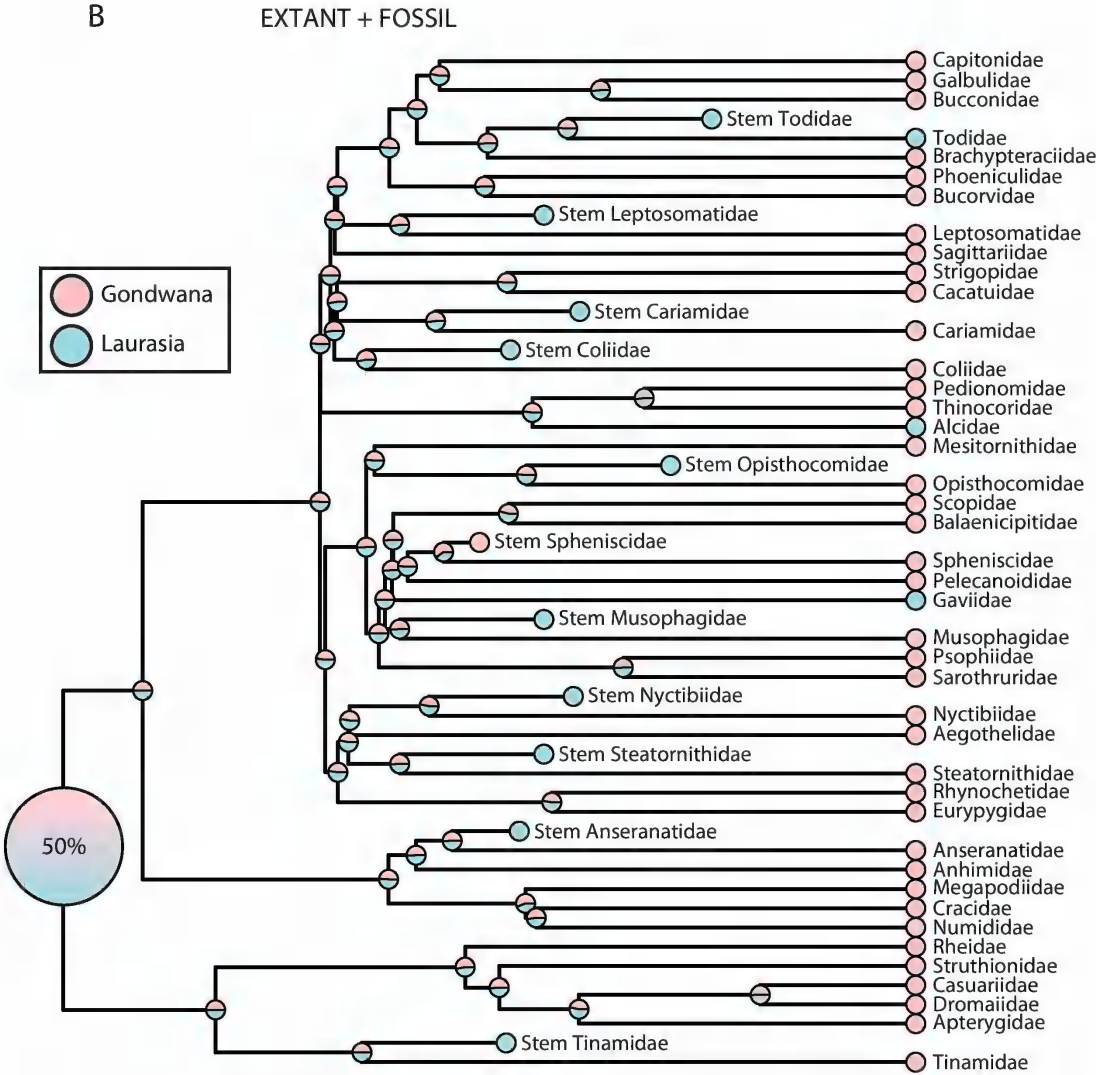 B EXTANT + FOSSIL
Capitonidae
Galbulidae
Bucconidae
Stem Todidae
Todidae
Brachypteraciidae
Phoeniculidae
Bucorvidae
Stem Leptosomatidae
Leptosomatidae
Sagittariidae
Strigopidae
Cacatuidae
Gondwana
Laurasia
Stem Cariamidae
Cariamidae
Stem Coliidae
Coliidae
Pedionomidae
Thinocoridae
Alcidae
Mesitornithidae
Stem Opisthocomidae
Opisthocomidae
Scopidae
Balaenicipitidae
Stem Spheniscidae
Spheniscidae
Pelecanoididae
Gaviidae
Stem Musophagidae
Musophagidae
Psophiidae
Sarothruridae
Stem Nyctibiidae
Nyctibiidae
Aegothelidae
Stem Steatornithidae
Steatornithidae
Rhynochetidae
Eurypygidae
50%
Stem Anseranatidae
Anseranatidae
Anhimidae
Megapodiidae
Cracidae
Numididae
Rheidae
Struthionidae
Casuariidae
Dromaiidae
Apterygidae
Stem Tinamidae
Tinamidae